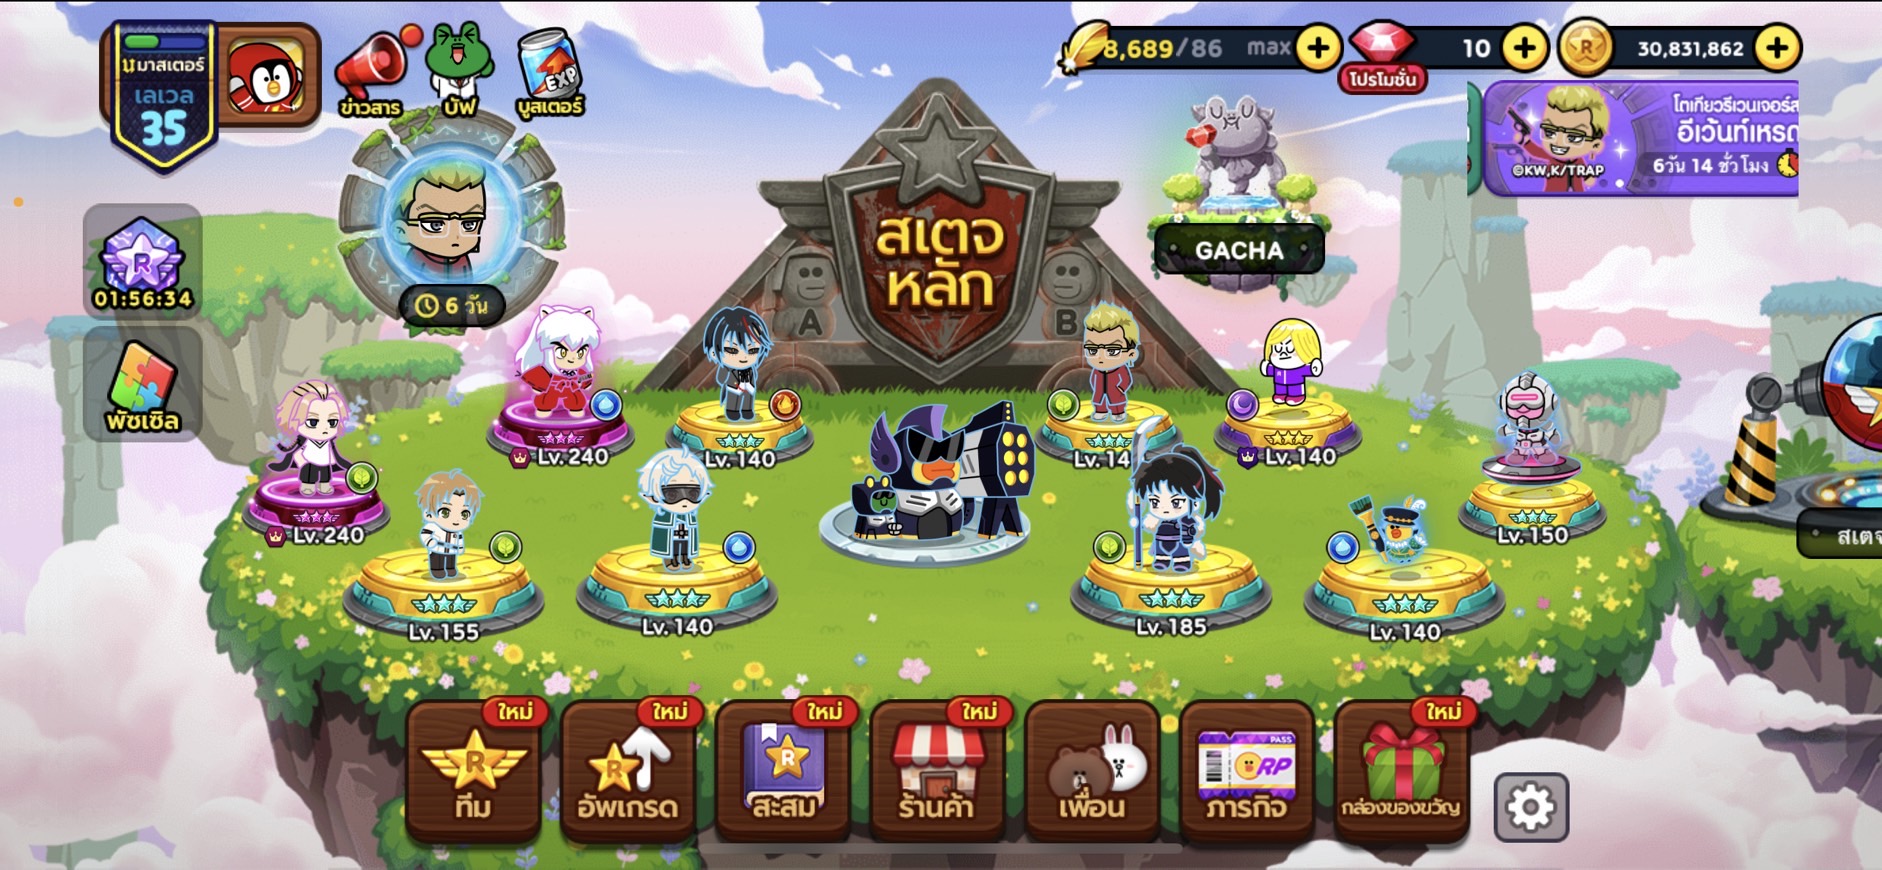 มาสเตอร์
เลเวล
35
ข่าวสาร
บัฟ
EXP
บูสเตอร์
8,689/86 max
10
โปรโมชั่น
R
30,831,862
โตเกียวรีเวนเจอร์ส
อีเว้นท์เหรด
©KW,K/TRAP
6วัน 14 ชั่วโมง
R
01:56:34
พัซเซิล
6 วัน
สเตจ
หลัก
A
B
GACHA
Lv.240
Lv.240
Lv.140
Lv.14
Lv.140
Lv.150
Lv.155
Lv.140
Lv.185
Lv.140
สเตจ
ใหม่
R
ทีม
ใหม่
R
อัพเกรด
ใหม่
R
สะสม
ใหม่
ร้านค้า
เพื่อน
PASS
RP
ภารกิจ
ใหม่
กล่องของขวัญ